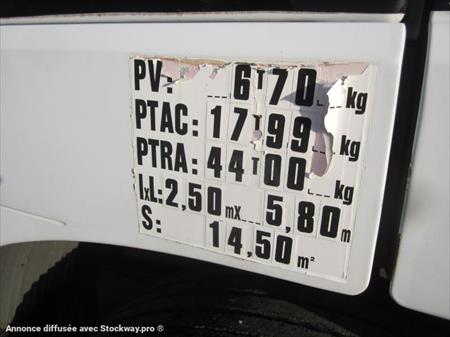 PV: 6T70 kg
PTAC: 17T99 kg
PTRA: 44T00 kg
lxL: 2,50 mx 5,80 m
S: 14,50 m²
Annonce diffusée avec Stockway.pro ®